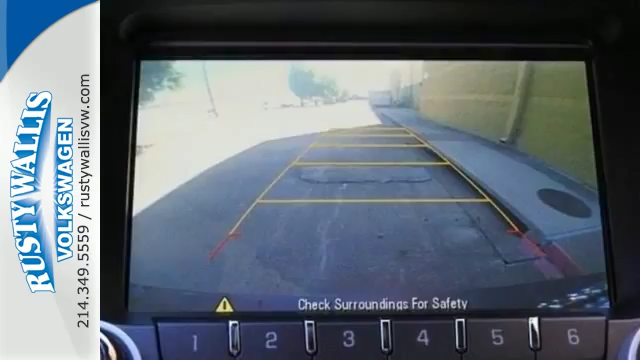 RUSTY WALLIS
VOLKSWAGEN
214.349.5559 / rustywallisvw.com
Check Surroundings For Safety
1 2 3 4 5 6